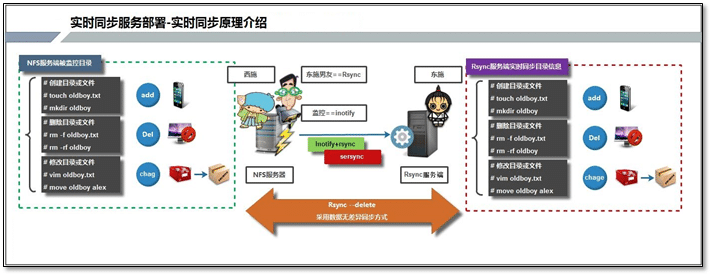 实时同步服务部署-实时同步原理介绍
NFS服务端被监控目录
# 创建目录或文件
# touch oldboy.txt
# mkdir oldboy
add
# 删除目录或文件
# rm -f oldboy.txt
# rm -rf oldboy
Del
# 修改目录或文件
# vim oldboy.txt
# move oldboy alex
chag
西施
东施男友==Rsync
监控==inotify
东施
Inotify+rsync
sersync
NFS服务器
Rsync服务端
Rsync --delete
采用数据无差异同步方式
Rsync服务端实时同步目录信息
# 创建目录或文件
# touch oldboy.txt
# mkdir oldboy
add
# 删除目录或文件
# rm -f oldboy.txt
# rm -rf oldboy
Del
# 修改目录或文件
# vim oldboy.txt
# move oldboy alex
chage